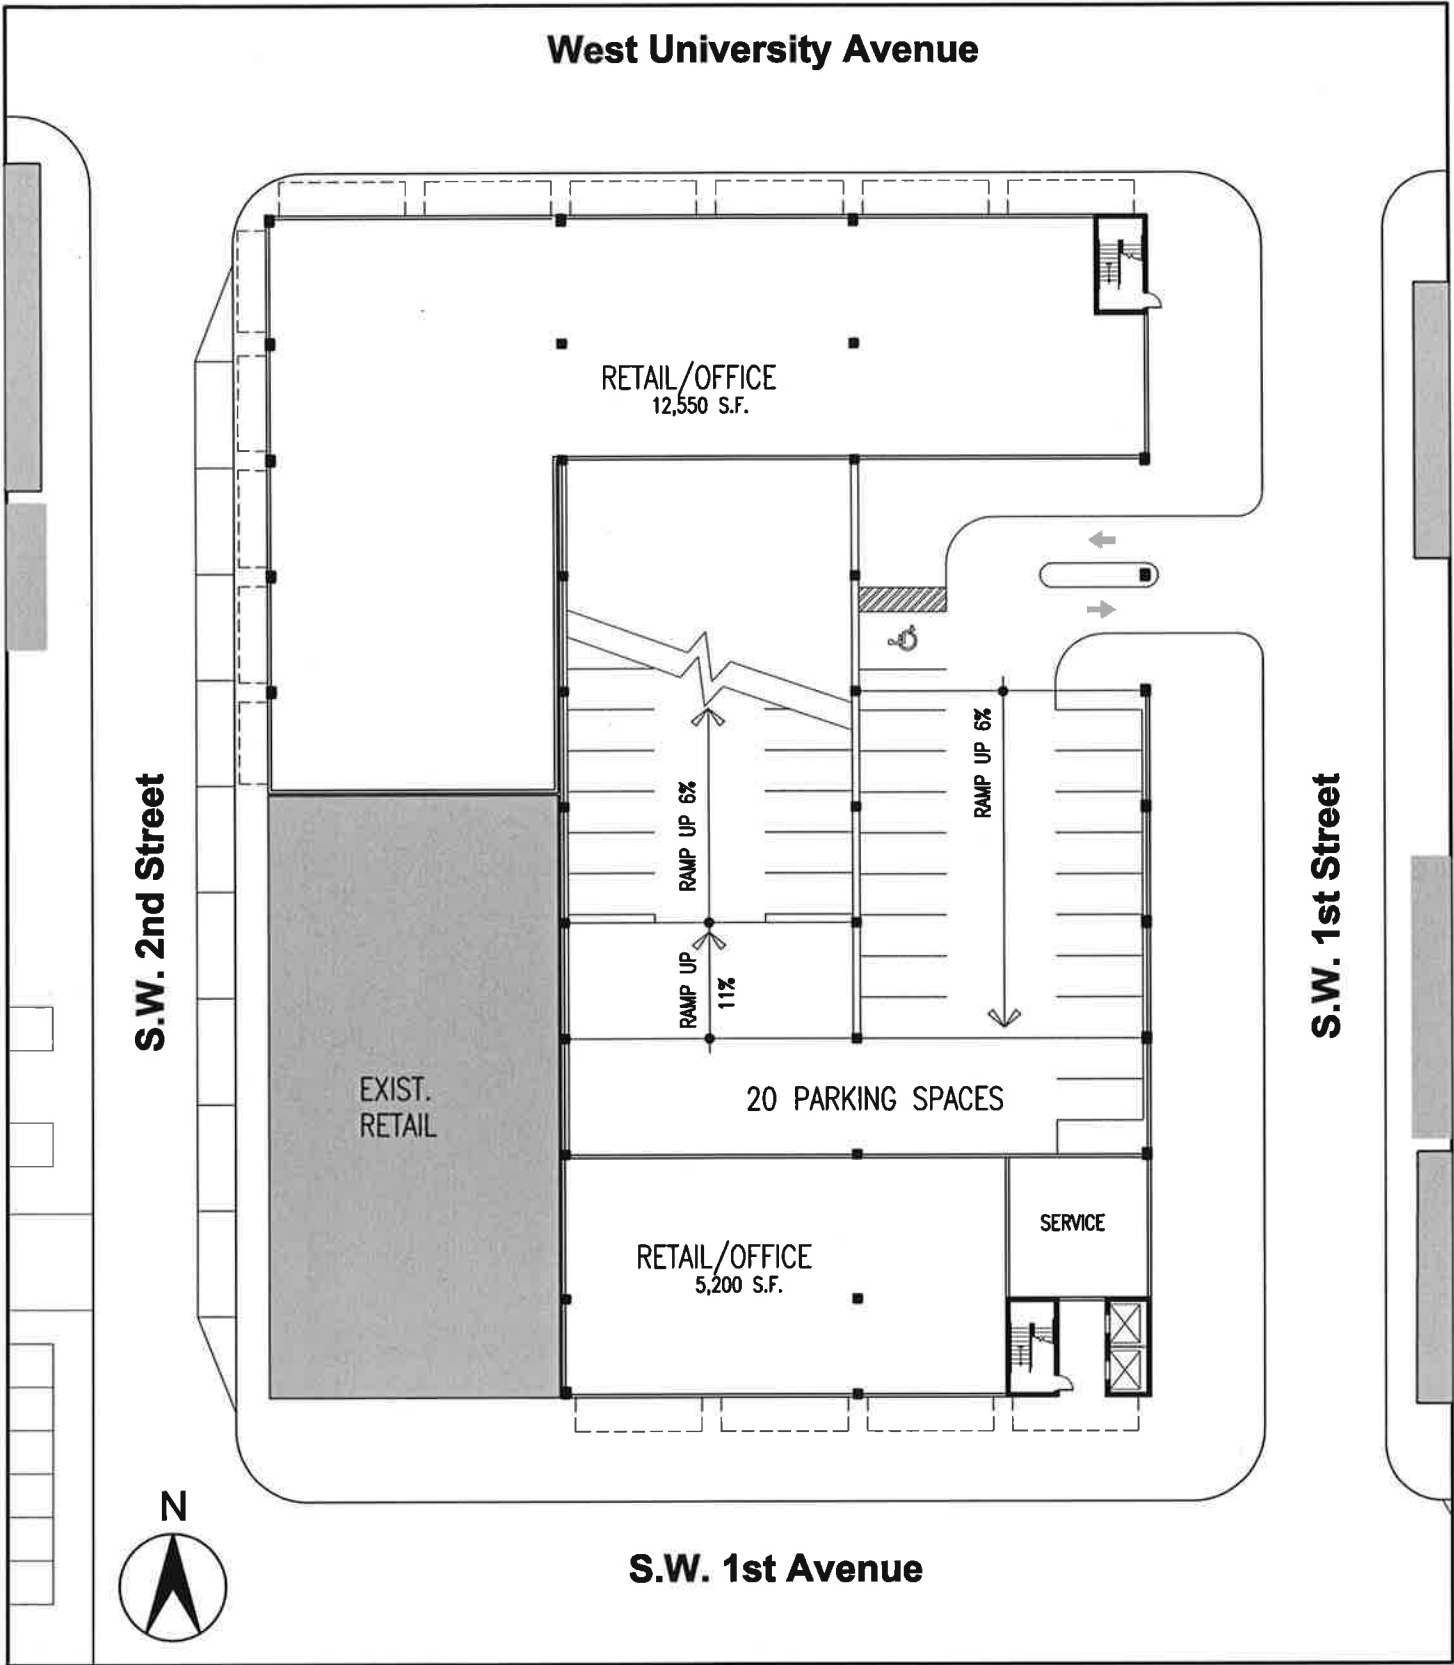 West University Avenue
RETAIL/OFFICE
12,550 S.F.
RAMP UP 6%
RAMP UP 6%
S.W. 2nd Street
S.W. 1st Street
RAMP UP
11%
EXIST.
RETAIL
20 PARKING SPACES
SERVICE
RETAIL/OFFICE
5,200 S.F.
N
S.W. 1st Avenue